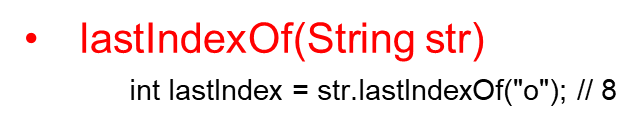 • lastIndexOf(String str)
int lastIndex = str.lastIndexOf("o"); // 8